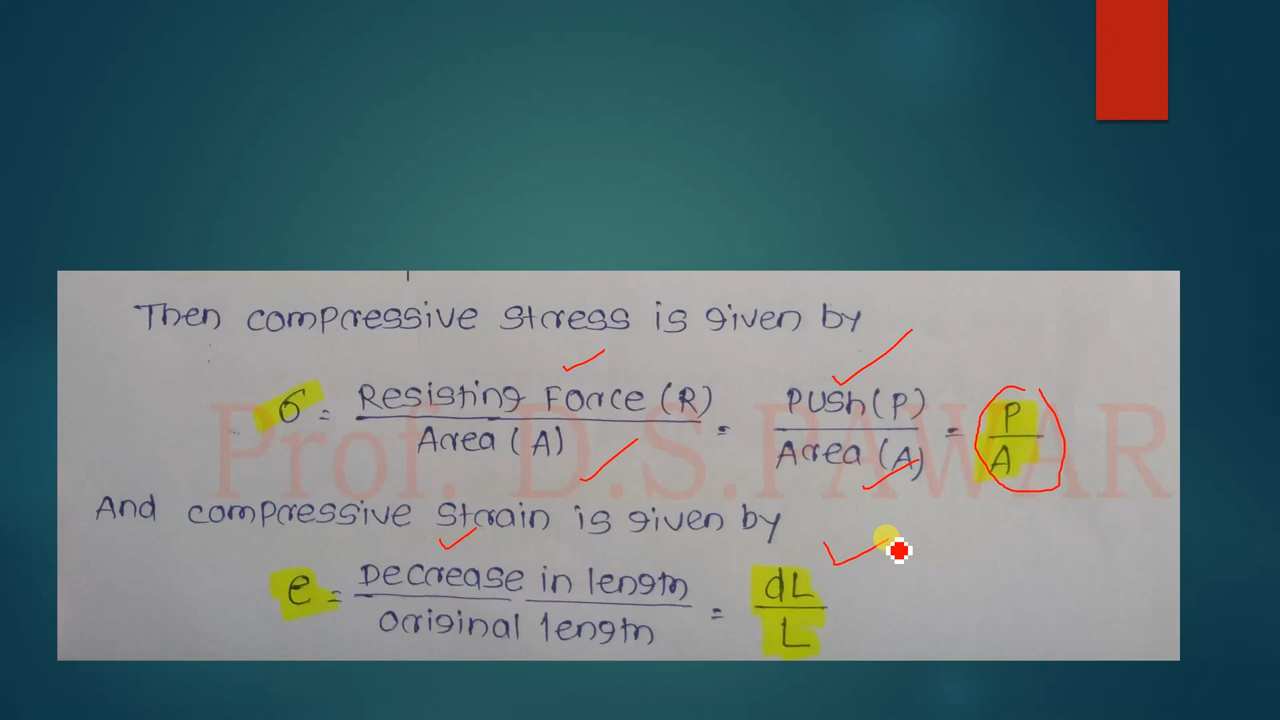 Then compressive stress is given by
σ = Resisting Force (R) / Area (A) = Push (P) / Area (A) = P / A
And compressive strain is given by
e = Decrease in length / original length = dL / L
Prof. D.S.PAWAR